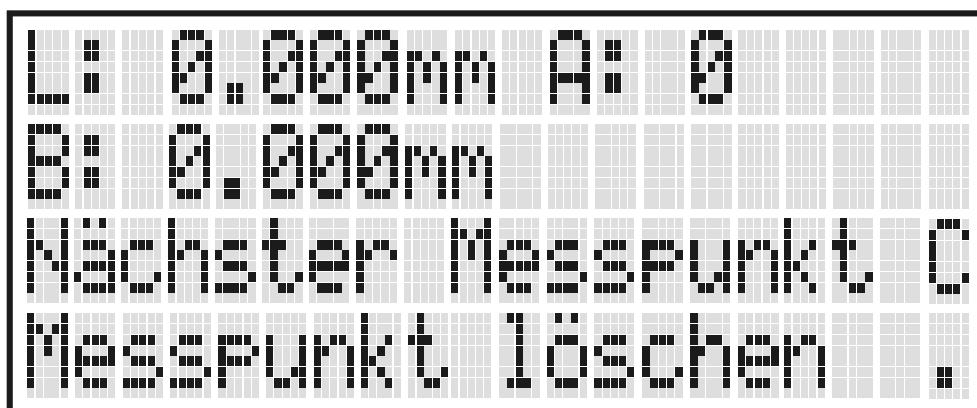 L: 0.000mm A: 0
B: 0.000mm
Nächster Messpunkt C
Messpunkt löschen .